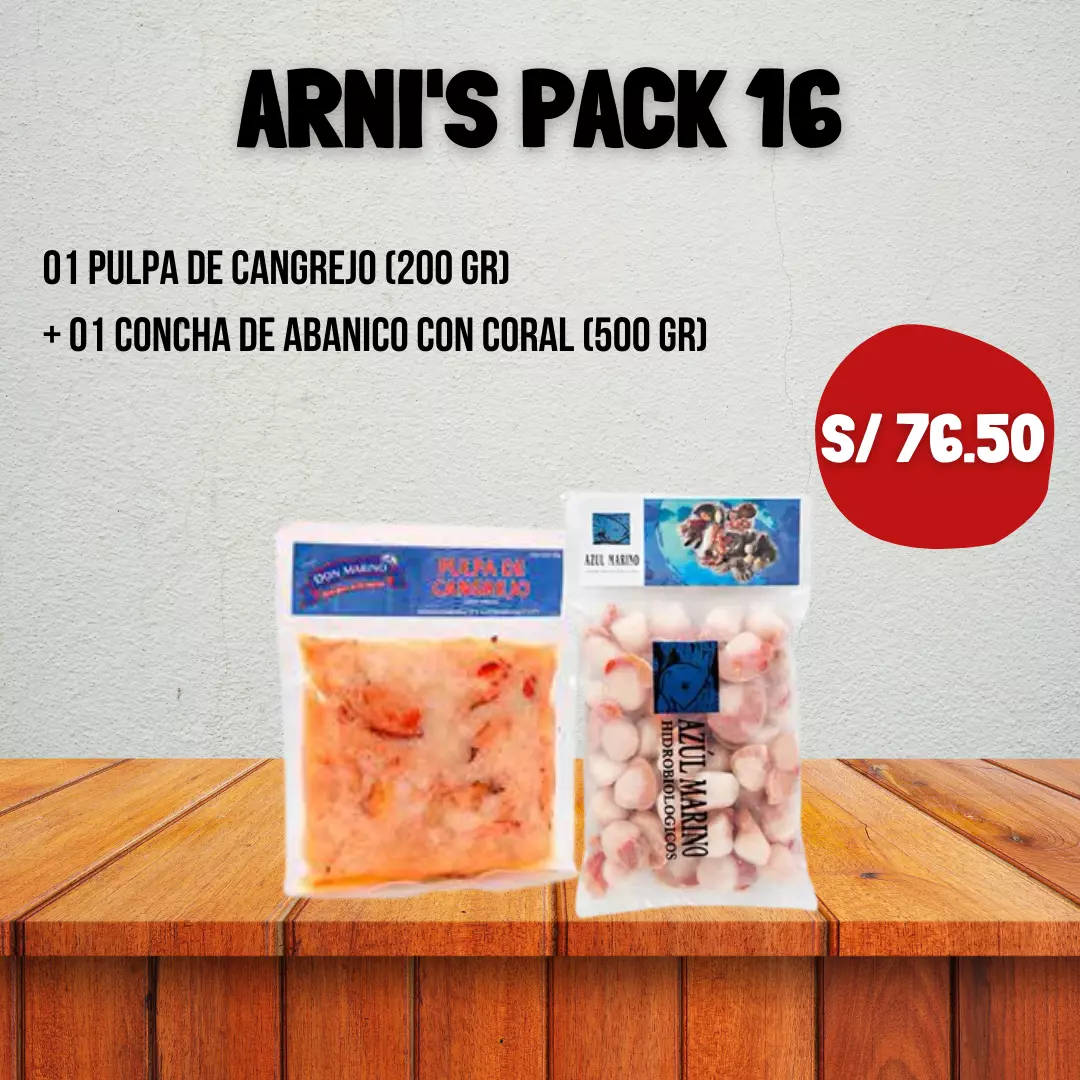 ARNI'S PACK 16
01 PULPA DE CANGREJO (200 GR)
+ 01 CONCHA DE ABANICO CON CORAL (500 GR)
S/ 76.50
DON MARINO
PULPA DE
CANGREJO
AZUL MARINO
AZÚL MARINO
HIDROBIOLOGICOS